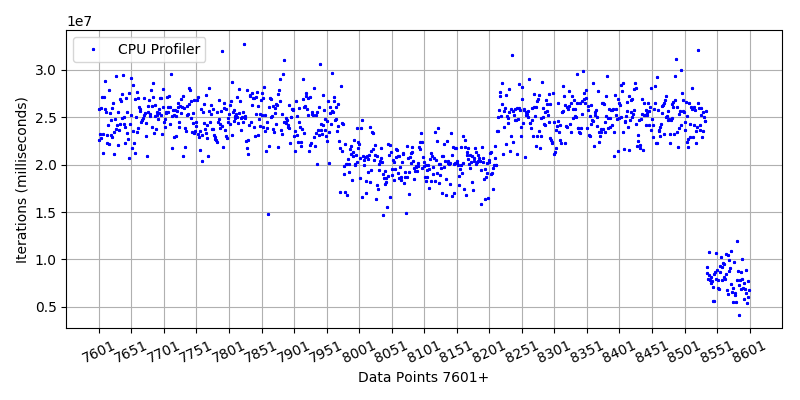 1e7
CPU Profiler
3.0
2.5
2.0
1.5
1.0
0.5
Iterations (milliseconds)
7601 7651 7701 7751 7801 7851 7901 7951 8001 8051 8101 8151 8201 8251 8301 8351 8401 8451 8501 8551 8601
Data Points 7601+